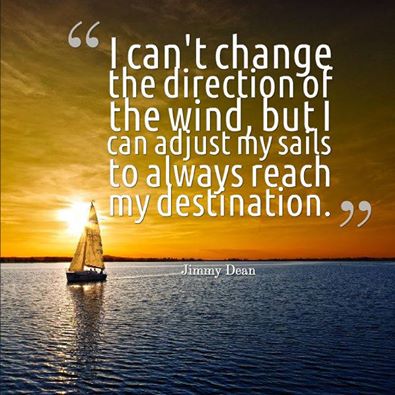 “
I can't change
the direction of
the wind, but I
can adjust my sails
to always reach
my destination.
”
Jimmy Dean